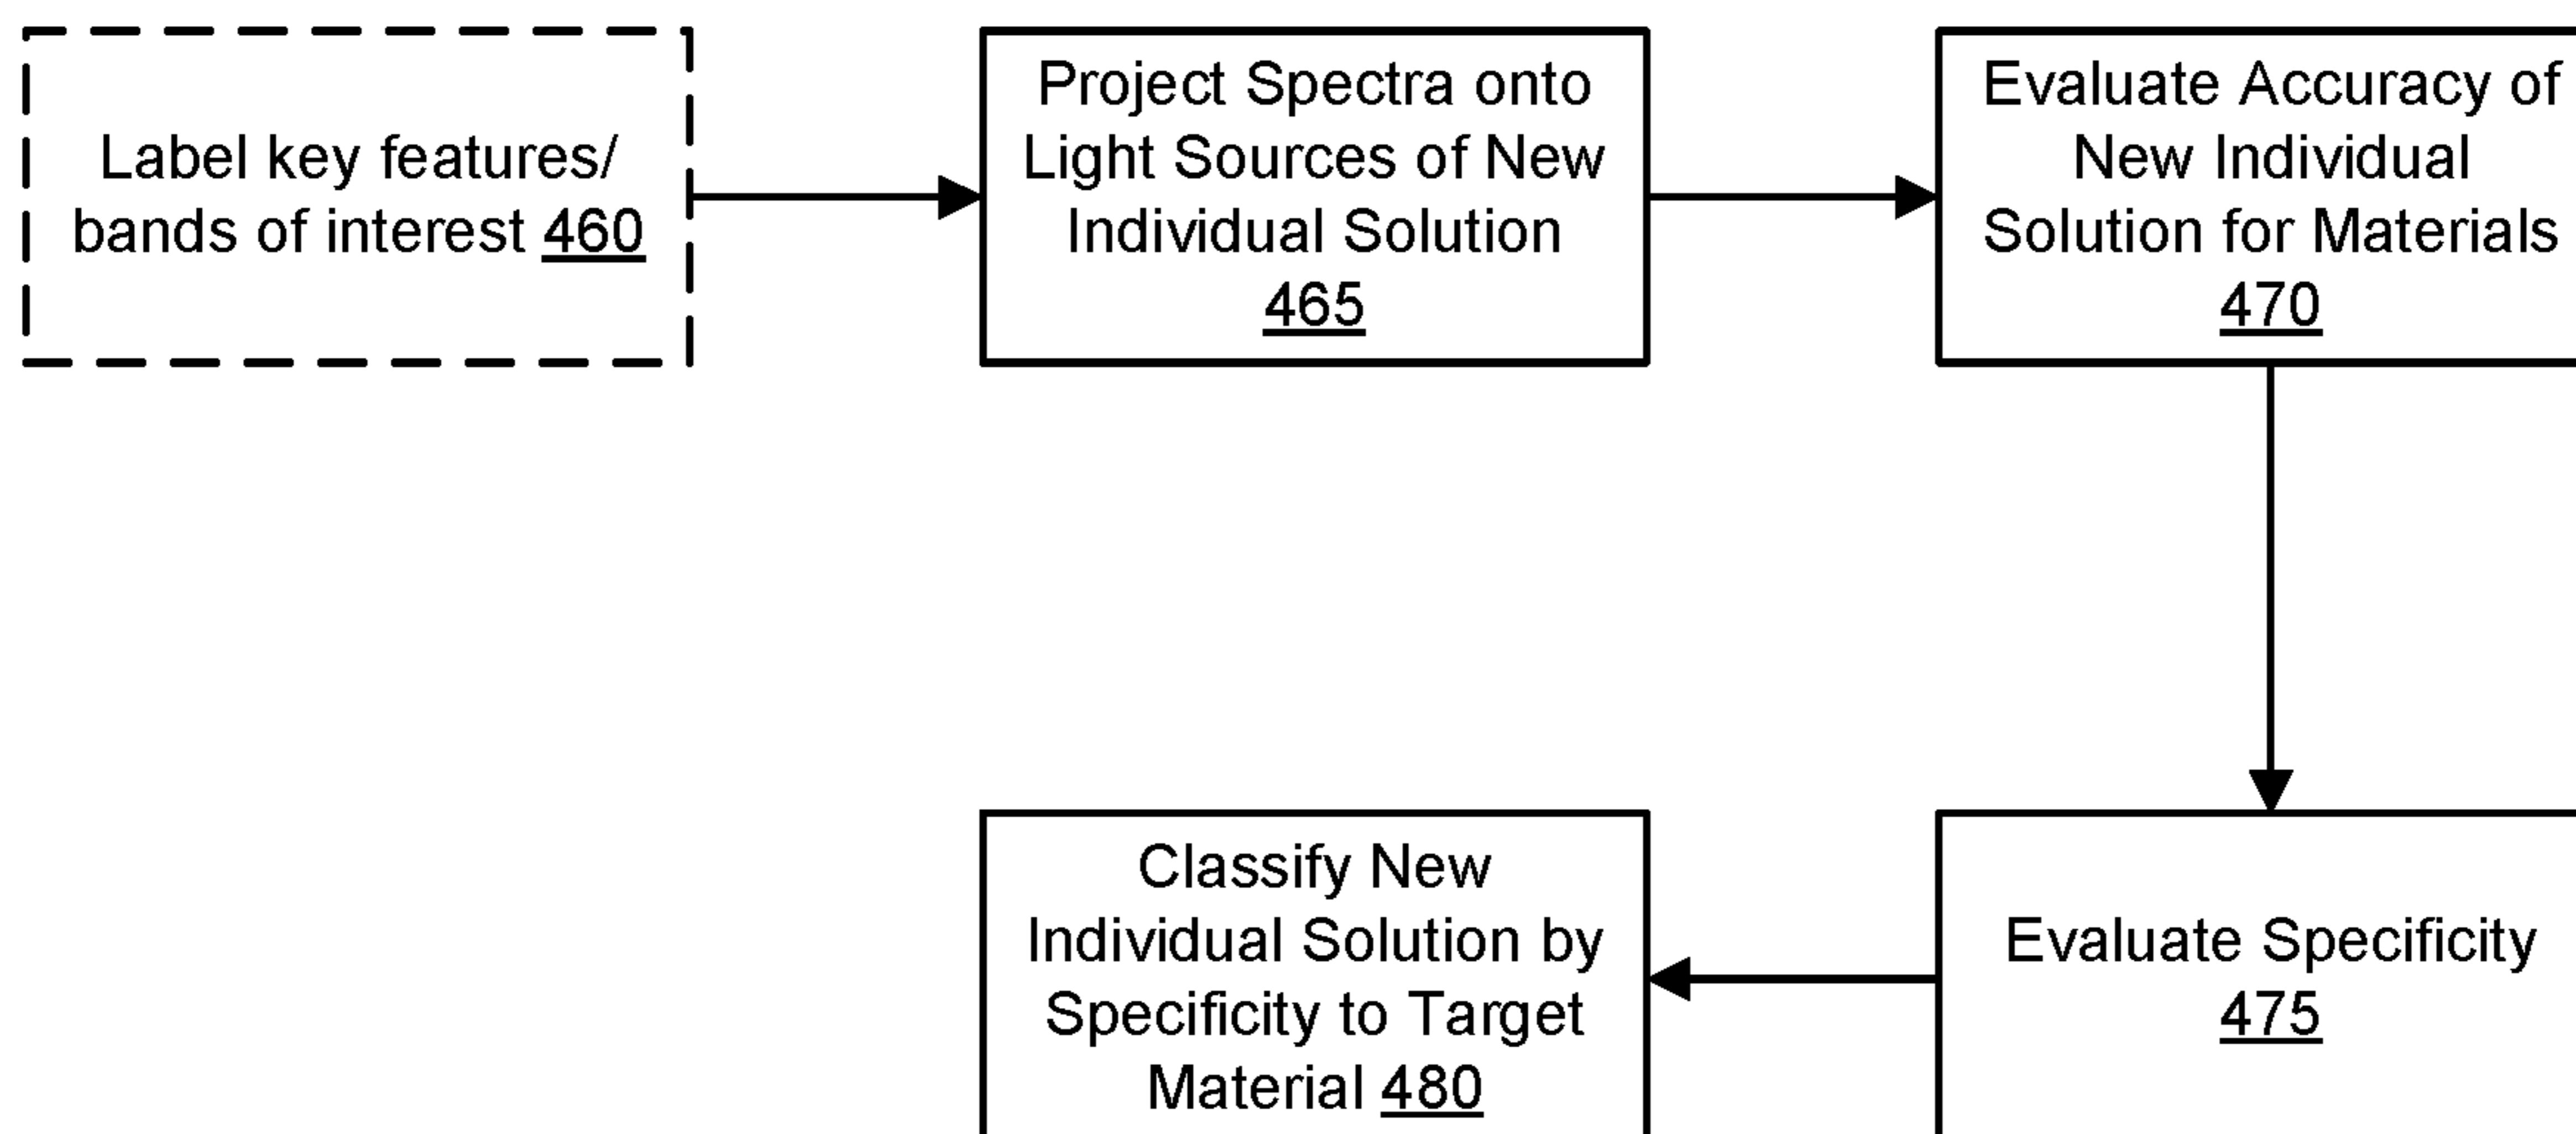 Label key features/
bands of interest 460
Project Spectra onto
Light Sources of New
Individual Solution
465
Evaluate Accuracy of
New Individual
Solution for Materials
470
Evaluate Specificity
475
Classify New
Individual Solution by
Specificity to Target
Material 480